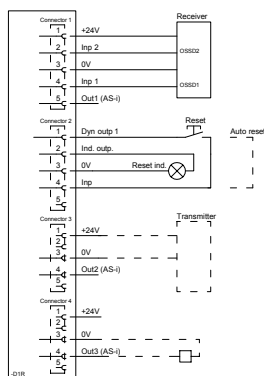 Connector 1
Receiver
1 +24V
2 Inp 2
OSSD2
3 0V
4 Inp 1
OSSD1
5 Out1 (AS-i)
Connector 2
Reset
1 Dyn outp 1
Auto reset
2 Ind. outp.
3 0V
Reset ind.
4 Inp
5
Connector 3
Transmitter
1 +24V
2
3 0V
4 Out2 (AS-i)
5
Connector 4
1 +24V
2
3 0V
4 Out3 (AS-i)
5
-D1R